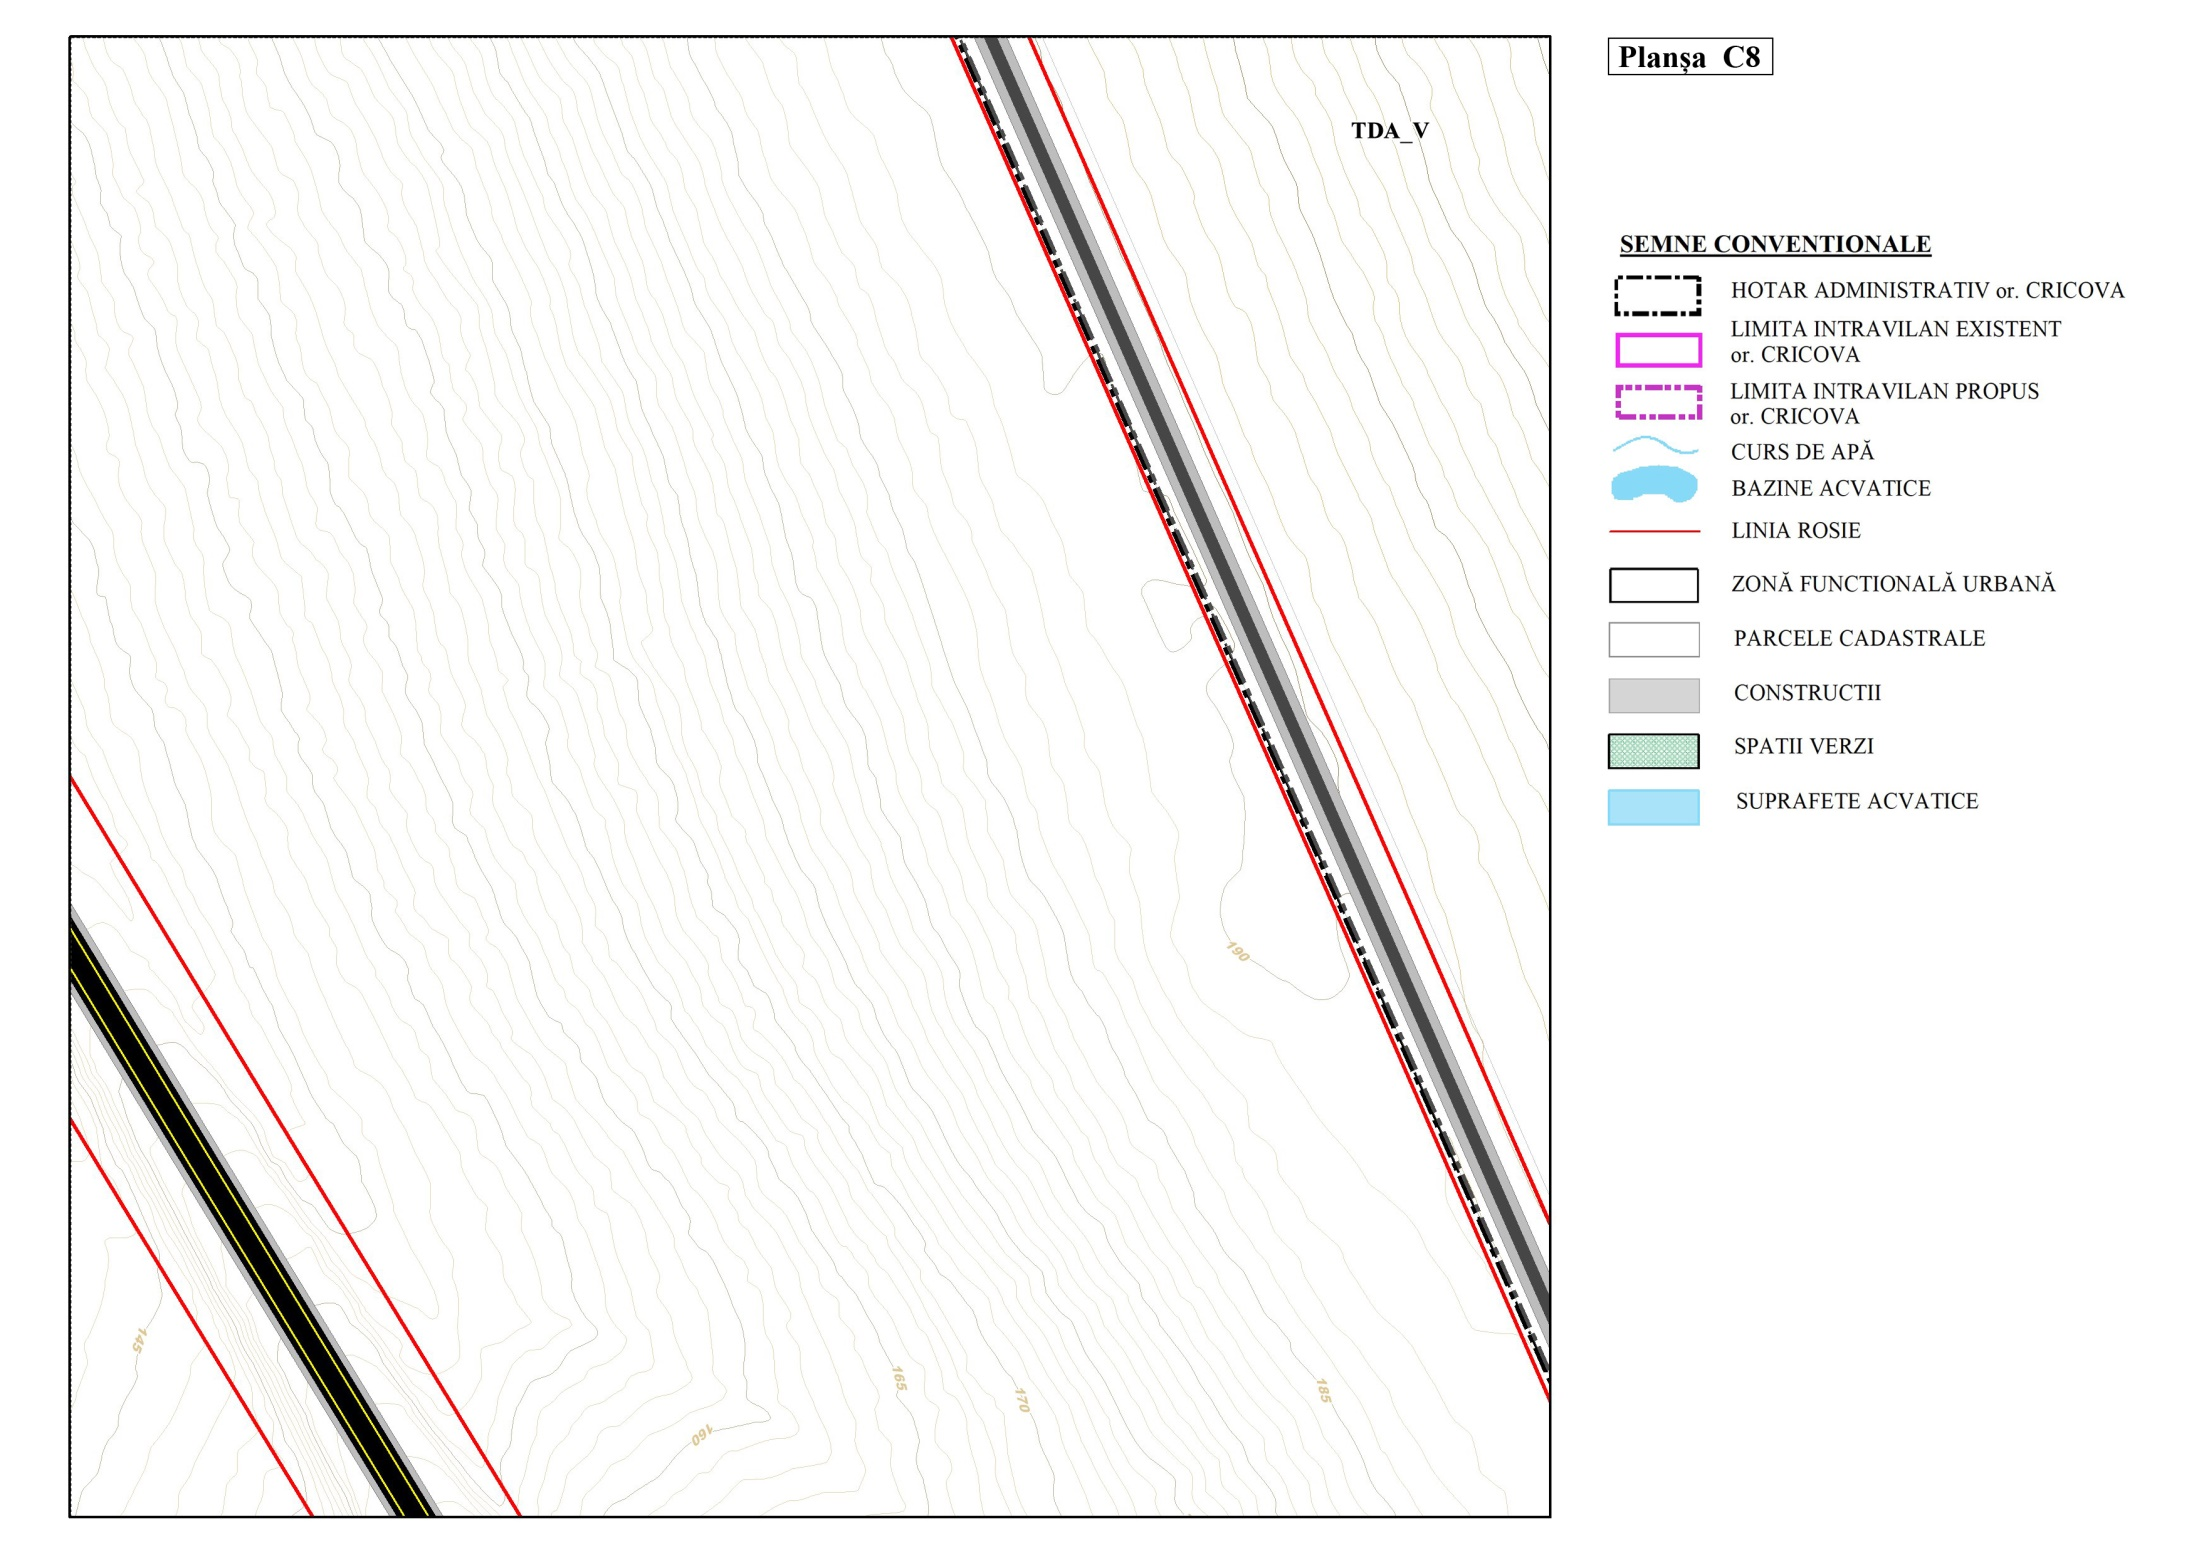 Planșa C8
TDA_V
SEMNE CONVENTIONALE
HOTAR ADMINISTRATIV or. CRICOVA
LIMITA INTRAVILAN EXISTENT
or. CRICOVA
LIMITA INTRAVILAN PROPUS
or. CRICOVA
CURS DE APĂ
BAZINE ACVATICE
LINIA ROSIE
ZONĂ FUNCTIONALĂ URBANĂ
PARCELE CADASTRALE
CONSTRUCTII
SPATII VERZI
SUPRAFETE ACVATICE
190
145
165
170
185
160